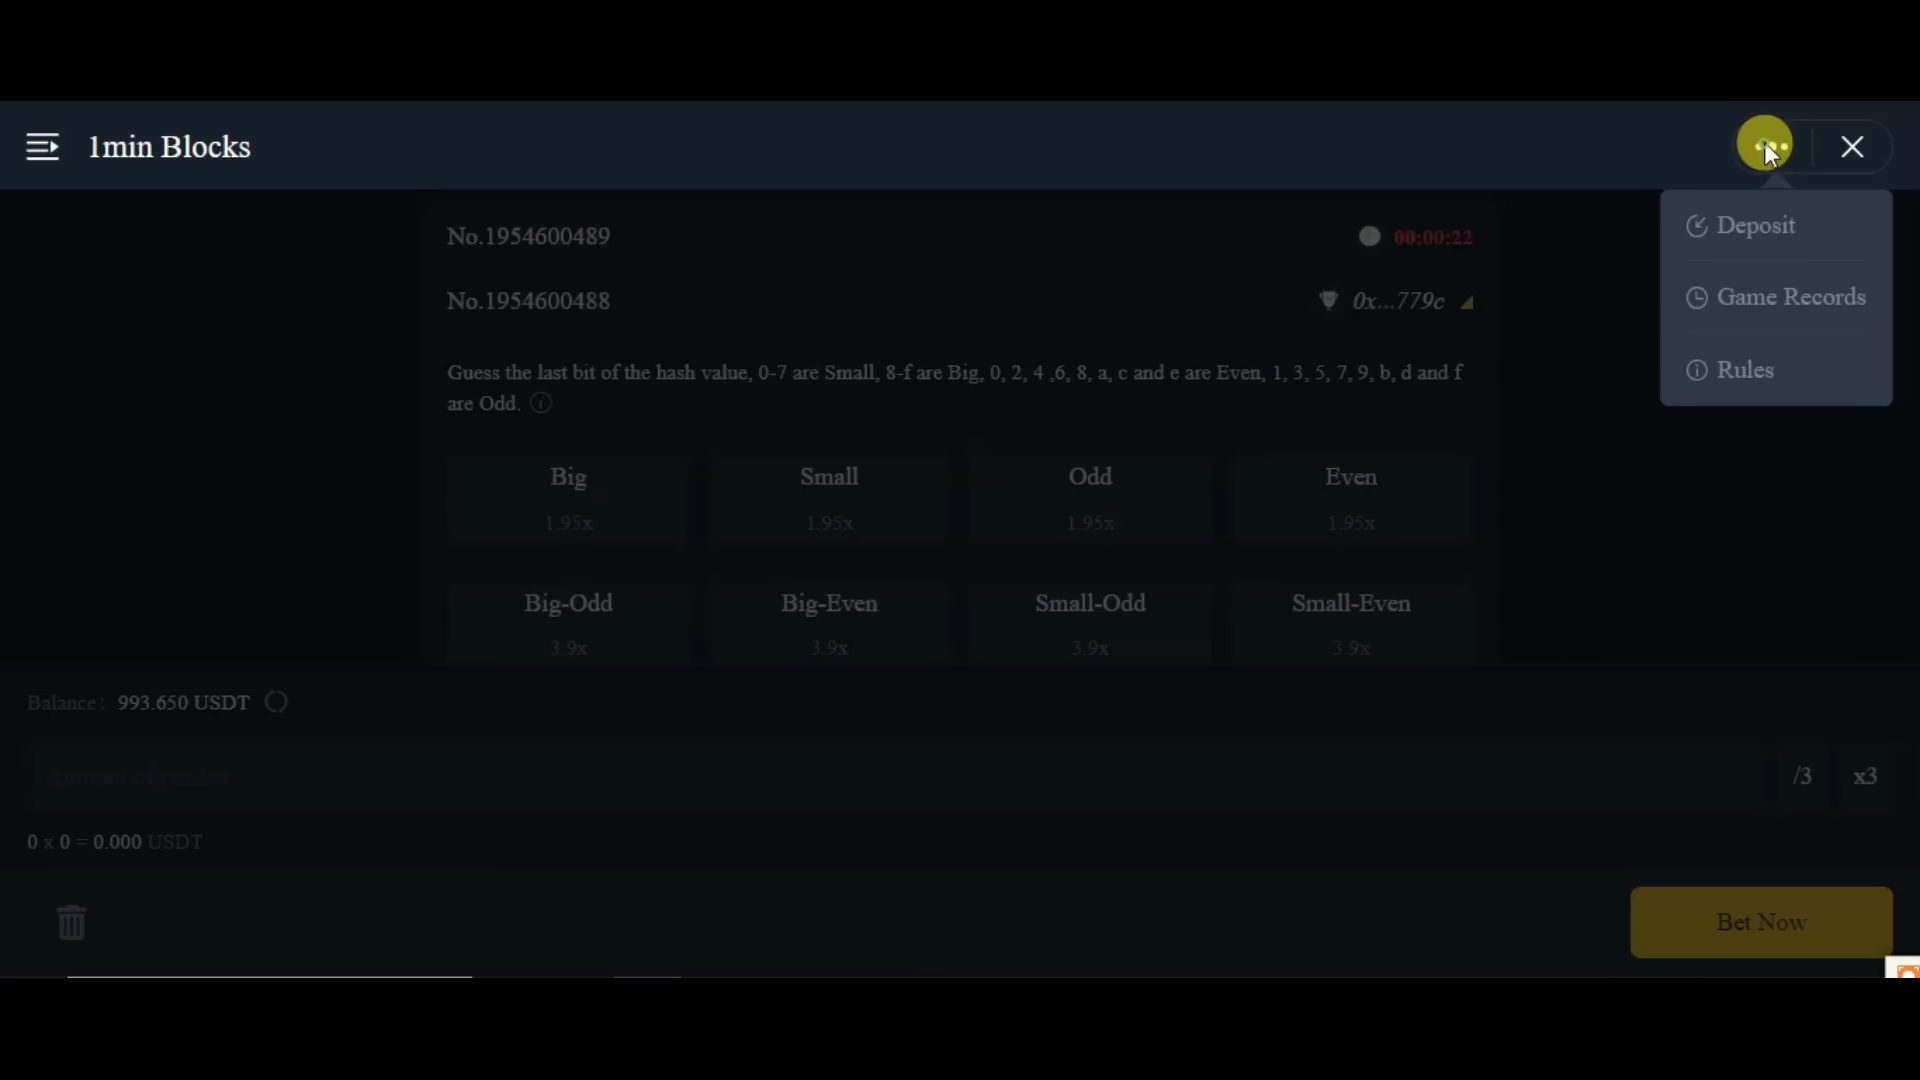 1min Blocks
Deposit
No.1954600489
00:00:22
Game Records
No.1954600488
0x...779c
Rules
Guess the last bit of the hash value, 0-7 are Small, 8-f are Big, 0, 2, 4 ,6, 8, a, c and e are Even, 1, 3, 5, 7, 9, b, d and f
are Odd.
Big
Small
Odd
Even
1.95x
1.95x
1.95x
1.95x
Big-Odd
Big-Even
Small-Odd
Small-Even
3.9x
3.9x
3.9x
3.9x
Balance: 993.650 USDT
/3
x3
0 x 0 = 0.000 USDT
Bet Now